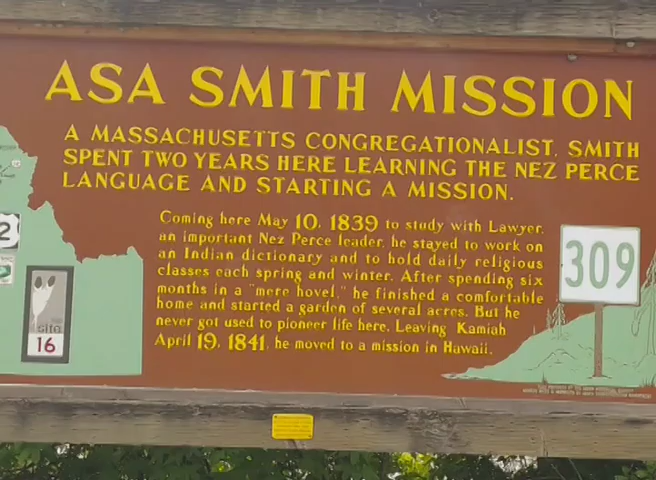 ASA SMITH MISSION
A MASSACHUSETTS CONGREGATIONALIST, SMITH
SPENT TWO YEARS HERE LEARNING THE NEZ PERCE
LANGUAGE AND STARTING A MISSION.
Coming here May 10, 1839 to study with Lawyer,
an important Nez Perce leader, he stayed to work on
an Indian dictionary and to hold daily religious
classes each spring and winter. After spending six
months in a "mere hovel," he finished a comfortable
home and started a garden of several acres. But he
never got used to pioneer life here. Leaving Kamiah
April 19, 1841, he moved to a mission in Hawaii.
2
site
16
309